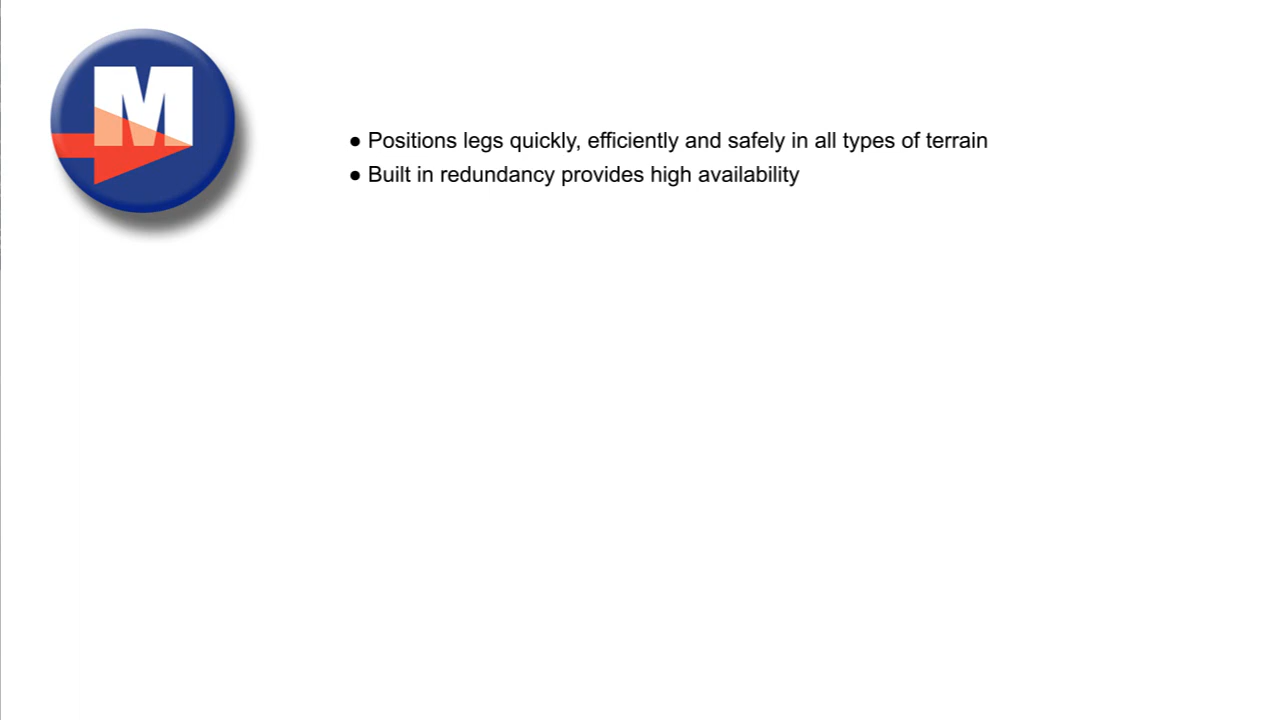 M
● Positions legs quickly, efficiently and safely in all types of terrain
● Built in redundancy provides high availability